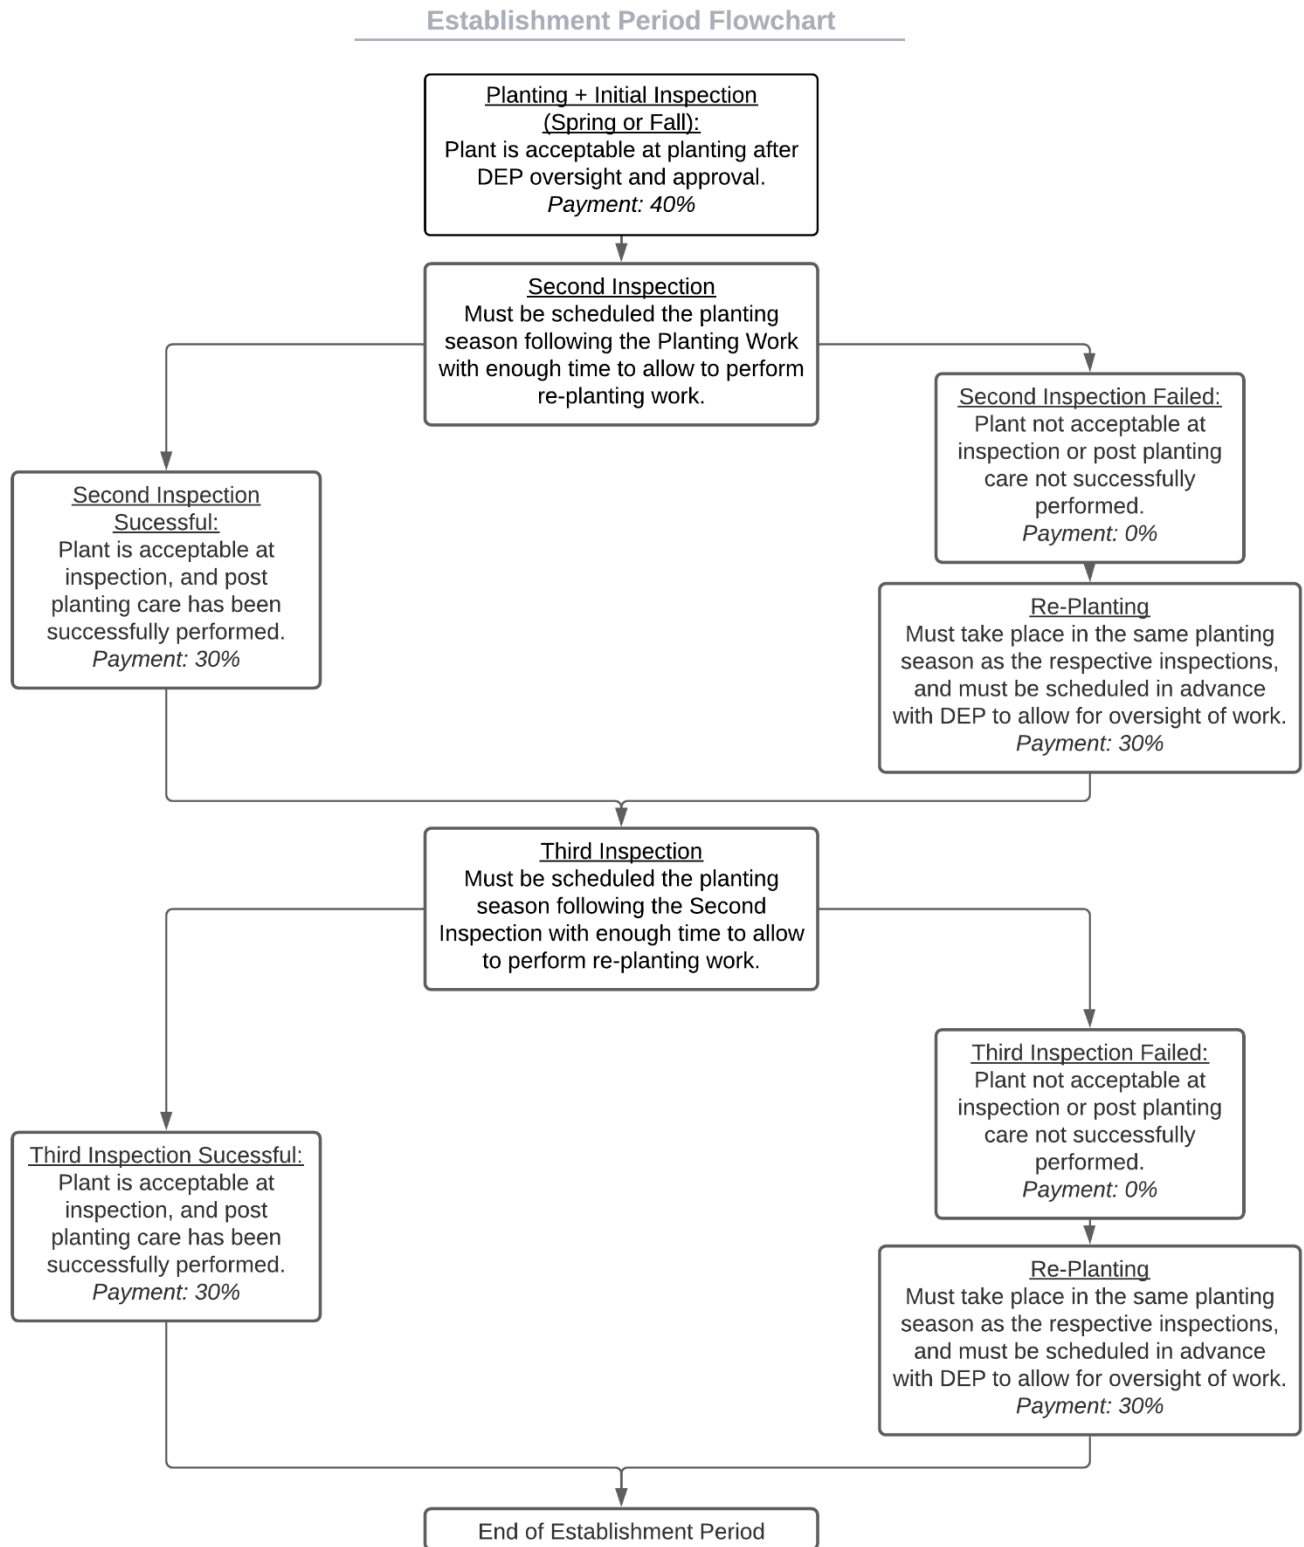 Establishment Period Flowchart
Planting + Initial Inspection
(Spring or Fall):
Plant is acceptable at planting after
DEP oversight and approval.
Payment: 40%
Second Inspection
Must be scheduled the planting
season following the Planting Work
with enough time to allow to perform
re-planting work.
Second Inspection Failed:
Plant not acceptable at
inspection or post planting
care not successfully
performed.
Payment: 0%
Second Inspection
Sucessful:
Plant is acceptable at
inspection, and post
planting care has been
successfully performed.
Payment: 30%
Re-Planting
Must take place in the same planting
season as the respective inspections,
and must be scheduled in advance
with DEP to allow for oversight of work.
Payment: 30%
Third Inspection
Must be scheduled the planting
season following the Second
Inspection with enough time to allow
to perform re-planting work.
Third Inspection Failed:
Plant not acceptable at
inspection or post planting
care not successfully
performed.
Payment: 0%
Third Inspection Sucessful:
Plant is acceptable at
inspection, and post
planting care has been
successfully performed.
Payment: 30%
Re-Planting
Must take place in the same planting
season as the respective inspections,
and must be scheduled in advance
with DEP to allow for oversight of work.
Payment: 30%
End of Establishment Period